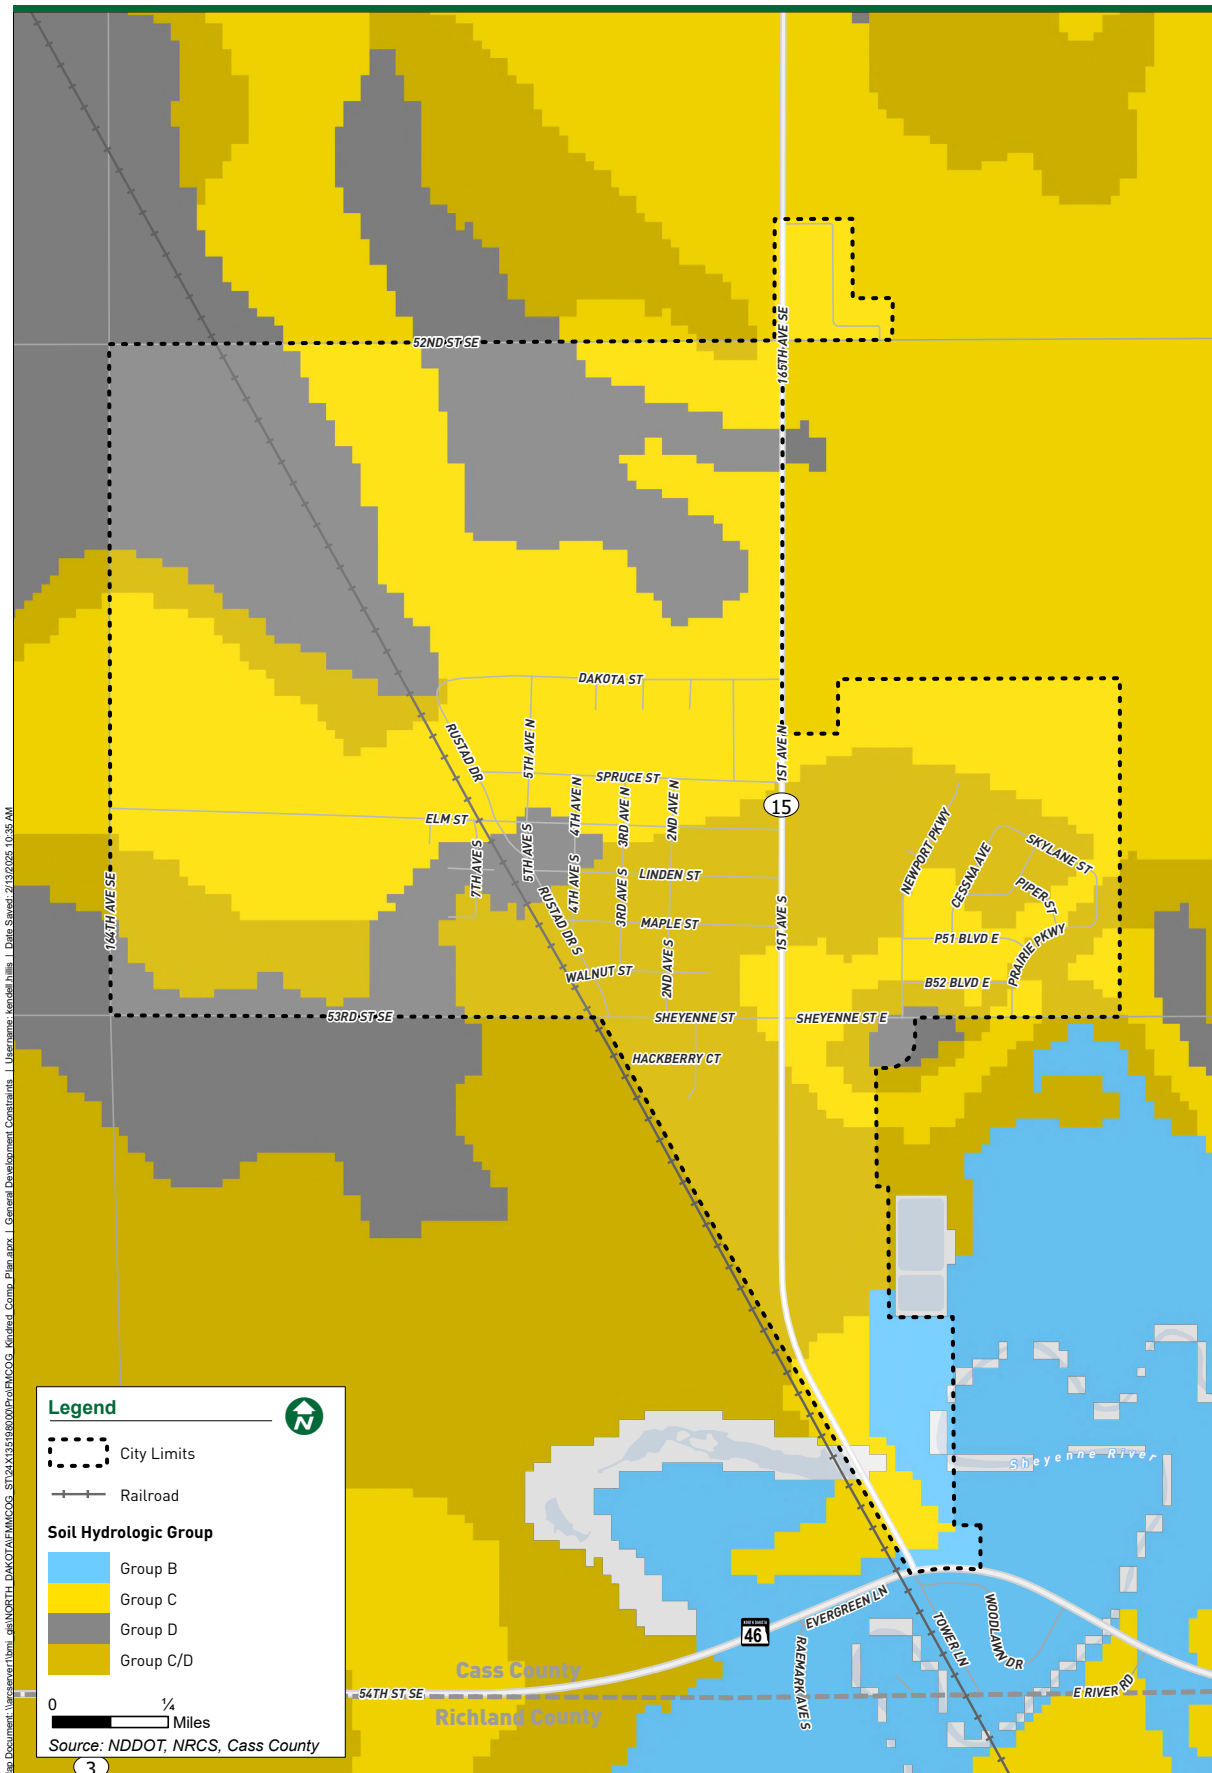 165TH AVE SE
52ND ST SE
DAKOTA ST
RUSTAD DR
5TH AVE N
1ST AVE N
SPRUCE ST
15
4TH AVE N
3RD AVE N
2ND AVE N
ELM ST
NEWPORT PKWY
CESSNA AVE
SKYLANE ST
PIPER ST
7TH AVE S
5TH AVE S
4TH AVE S
3RD AVE S
LINDEN ST
164TH AVE SE
RUSTAD DR S
MAPLE ST
1ST AVE S
P51 BLVD E
PRAIRIE PKWY
WALNUT ST
2ND AVE S
B52 BLVD E
53RD ST SE
SHEYENNE ST
SHEYENNE ST E
HACKBERRY CT
Sheyenne River
EVERGREEN LN
46
RAEMARK AVE S
TOWER LN
WOODLAWN DR
E RIVER RD
Cass County
54TH ST SE
Richland County
Legend
N
City Limits
Railroad
Soil Hydrologic Group
Group B
Group C
Group D
Group C/D
0 ¼
Miles
Source: NDDOT, NRCS, Cass County
3